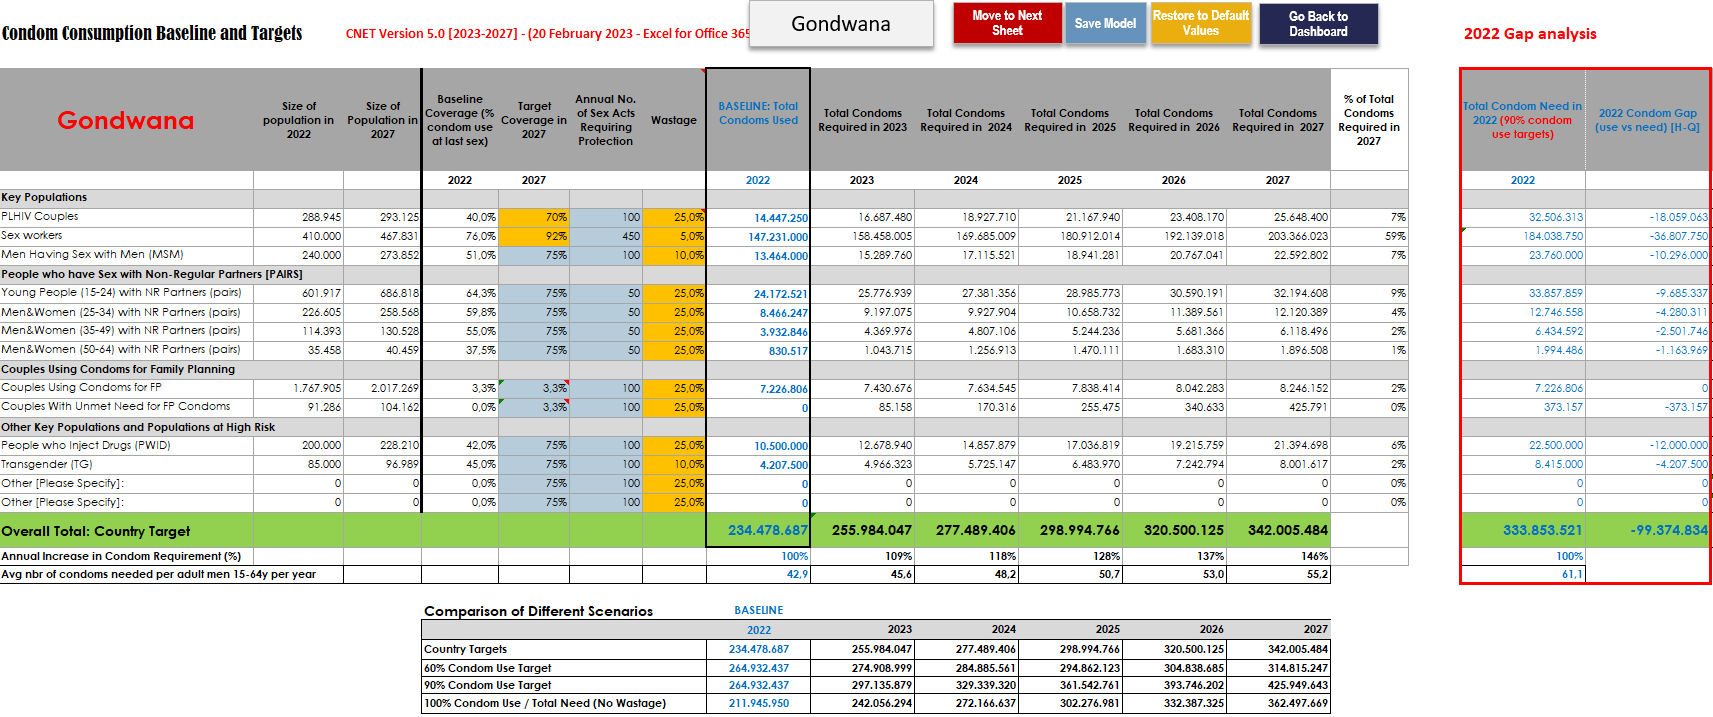 Condom Consumption Baseline and Targets CNET Version 5.0 [2023-2027] - (20 February 2023 - Excel for Office 365 Gondwana Move to Next Sheet Save Model Restore to Default Values Go Back to Dashboard 2022 Gap analysis
Gondwana Size of population in 2022 Size of Population in 2027 Baseline Coverage (% condom use at last sex) Target Coverage in 2027 Annual No. of Sex Acts Requiring Protection Wastage BASELINE: Total Condoms Used Total Condoms Required in 2023 Total Condoms Required in 2024 Total Condoms Required in 2025 Total Condoms Required in 2026 Total Condoms Required in 2027 % of Total Condoms Required in 2027 Total Condom Need in 2022 (90% condom use targets) 2022 Condom Gap (use vs need) [H-Q]
2022 2027 2022 2023 2024 2025 2026 2027 2022
Key Populations
PLHIV Couples 288.945 293.125 40,0% 70% 100 25,0% 14.447.250 16.687.480 18.927.710 21.167.940 23.408.170 25.648.400 7% 32.506.313 -18.059.063
Sex workers 410.000 467.831 76,0% 92% 450 5,0% 147.231.000 158.458.005 169.685.009 180.912.014 192.139.018 203.366.023 59% 184.038.750 -36.807.750
Men Having Sex with Men (MSM) 240.000 273.852 51,0% 75% 100 10,0% 13.464.000 15.289.760 17.115.521 18.941.281 20.767.041 22.592.802 7% 23.760.000 -10.296.000
People who have Sex with Non-Regular Partners [PAIRS]
Young People (15-24) with NR Partners (pairs) 601.917 686.818 64,3% 75% 50 25,0% 24.172.521 25.776.939 27.381.356 28.985.773 30.590.191 32.194.608 9% 33.857.859 -9.685.337
Men&Women (25-34) with NR Partners (pairs) 226.605 258.568 59,8% 75% 50 25,0% 8.466.247 9.197.075 9.927.904 10.658.732 11.389.561 12.120.389 4% 12.746.558 -4.280.311
Men&Women (35-49) with NR Partners (pairs) 114.393 130.528 55,0% 75% 50 25,0% 3.932.846 4.369.976 4.807.106 5.244.236 5.681.366 6.118.496 2% 6.434.592 -2.501.746
Men&Women (50-64) with NR Partners (pairs) 35.458 40.459 37,5% 75% 50 25,0% 830.517 1.043.715 1.256.913 1.470.111 1.683.310 1.896.508 1% 1.994.486 -1.163.969
Couples Using Condoms for Family Planning
Couples Using Condoms for FP 1.767.905 2.017.269 3,3% 3,3% 100 25,0% 7.226.806 7.430.676 7.634.545 7.838.414 8.042.283 8.246.152 2% 7.226.806 0
Couples With Unmet Need for FP Condoms 91.286 104.162 0,0% 3,3% 100 25,0% 0 85.158 170.316 255.475 340.633 425.791 0% 373.157 -373.157
Other Key Populations and Populations at High Risk
People who Inject Drugs (PWID) 200.000 228.210 42,0% 75% 100 25,0% 10.500.000 12.678.940 14.857.879 17.036.819 19.215.759 21.394.698 6% 22.500.000 -12.000.000
Transgender (TG) 85.000 96.989 45,0% 75% 100 10,0% 4.207.500 4.966.323 5.725.147 6.483.970 7.242.794 8.001.617 2% 8.415.000 -4.207.500
Other [Please Specify]: 0 0 0,0% 75% 100 25,0% 0 0 0 0 0 0 0% 0 0
Other [Please Specify]: 0 0 0,0% 75% 100 25,0% 0 0 0 0 0 0 0% 0 0
Overall Total: Country Target 234.478.687 255.984.047 277.489.406 298.994.766 320.500.125 342.005.484 333.853.521 -99.374.834
Annual Increase in Condom Requirement (%) 100% 109% 118% 128% 137% 146% 100%
Avg nbr of condoms needed per adult men 15-64y per year 42,9 45,6 48,2 50,7 53,0 55,2 61,1
Comparison of Different Scenarios BASELINE
2022 2023 2024 2025 2026 2027
Country Targets 234.478.687 255.984.047 277.489.406 298.994.766 320.500.125 342.005.484
60% Condom Use Target 264.932.437 274.908.999 284.885.561 294.862.123 304.838.685 314.815.247
90% Condom Use Target 264.932.437 297.135.879 329.339.320 361.542.761 393.746.202 425.949.643
100% Condom Use / Total Need (No Wastage) 211.945.950 242.056.294 272.166.637 302.276.981 332.387.325 362.497.669